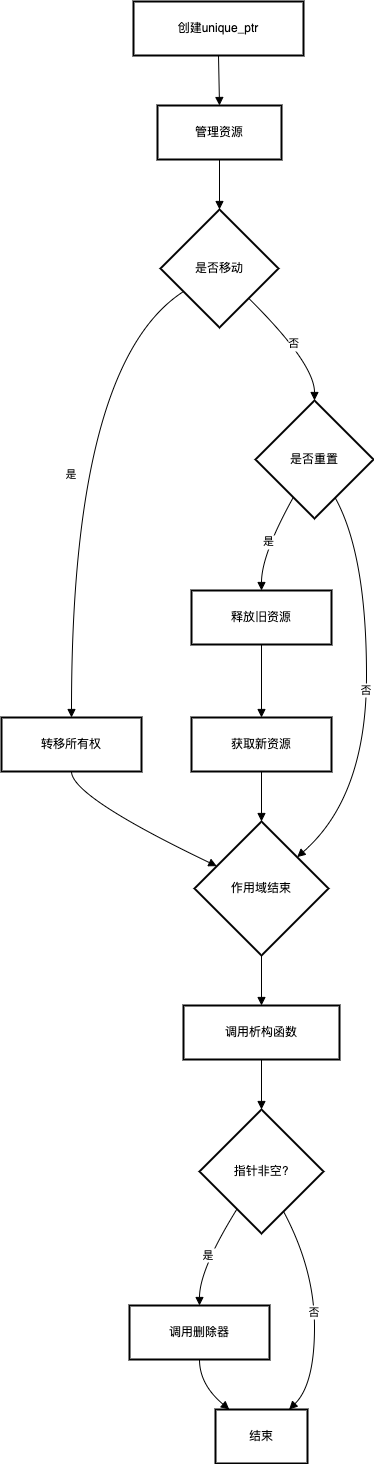 创建unique_ptr
管理资源
是否移动
否
是否重置
是
是
释放旧资源
否
转移所有权
获取新资源
作用域结束
调用析构函数
指针非空?
是
否
调用删除器
结束